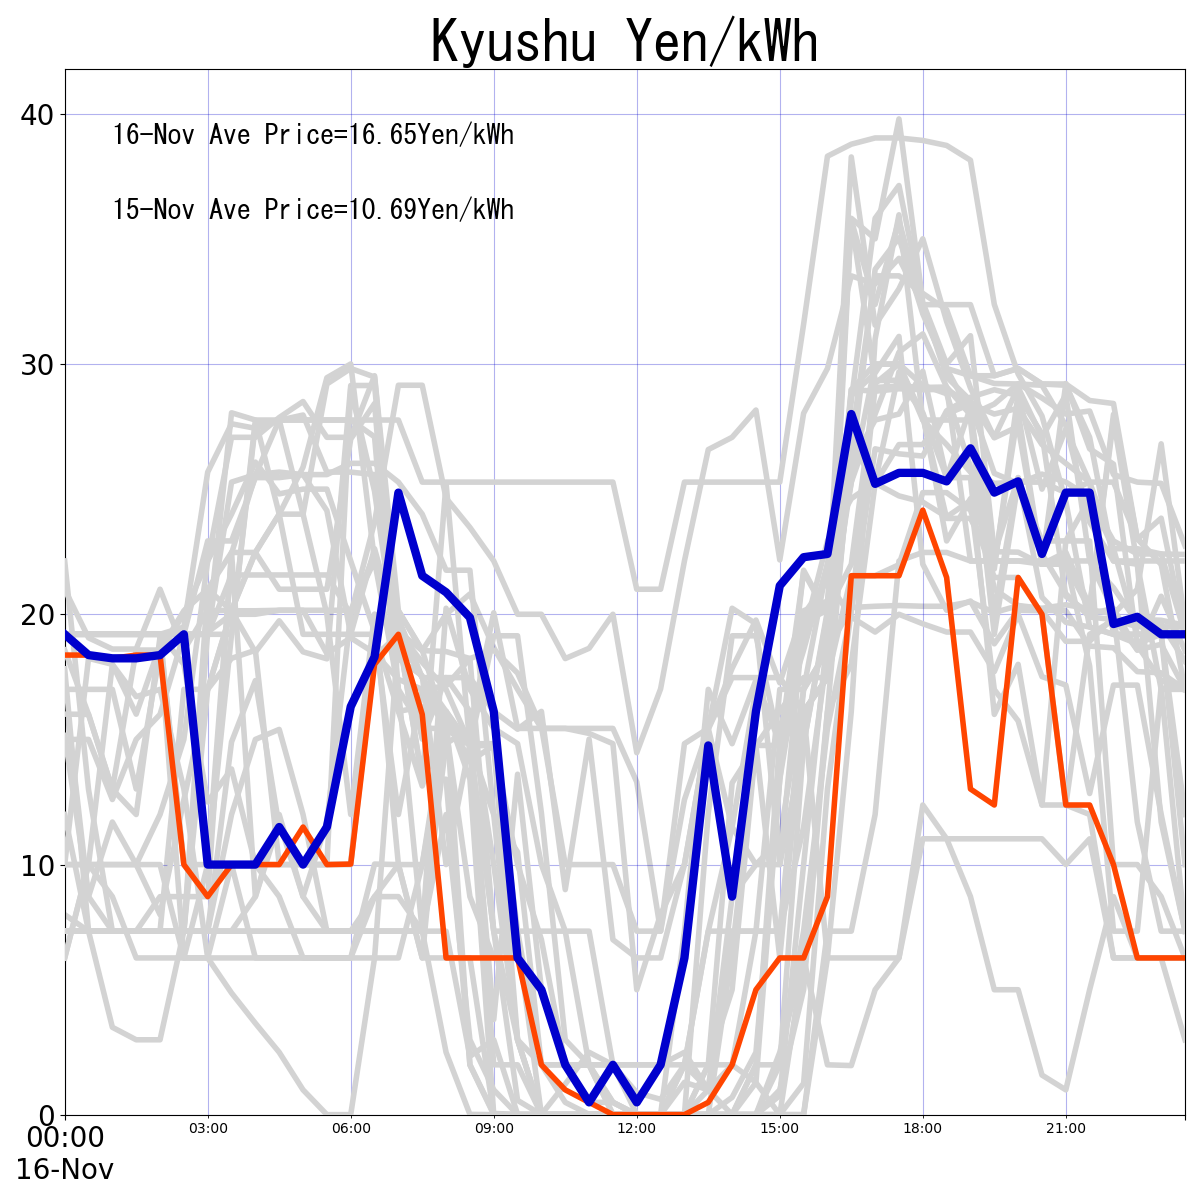 Kyushu Yen/kWh
40
16-Nov Ave Price=16.65Yen/kWh
15-Nov Ave Price=10.69Yen/kWh
30
20
10
0
00:00 03:00 06:00 09:00 12:00 15:00 18:00 21:00
16-Nov